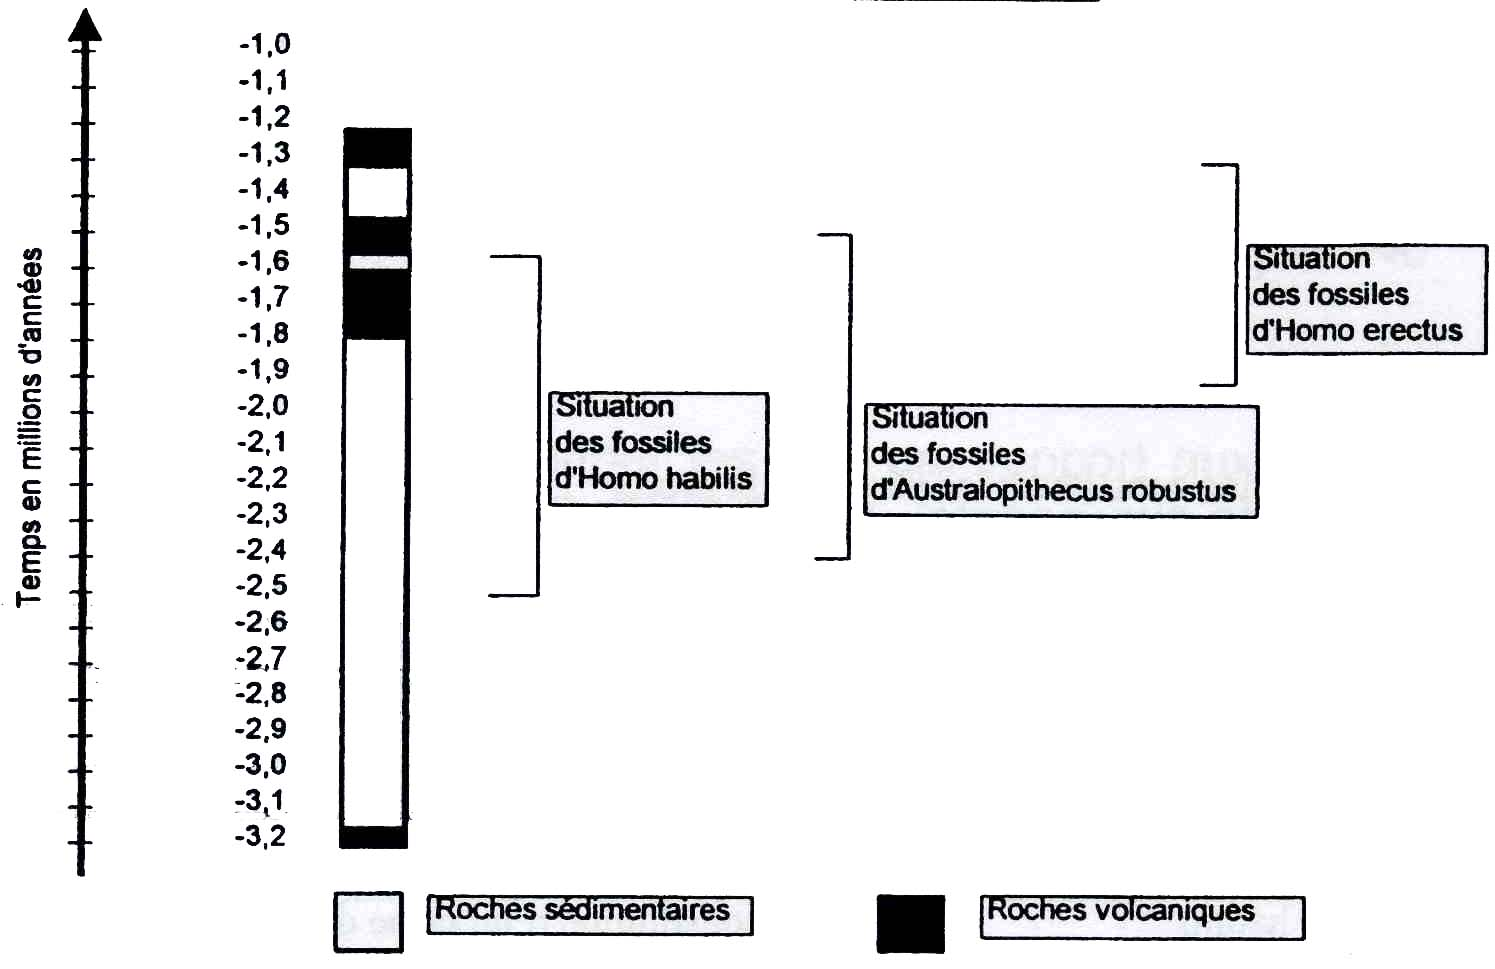 Temps en millions d'années
-1,0
-1,1
-1,2
-1,3
-1,4
-1,5
-1,6
-1,7
-1,8
-1,9
-2,0
-2,1
-2,2
-2,3
-2,4
-2,5
-2,6
-2,7
-2,8
-2,9
-3,0
-3,1
-3,2
Situation
des fossiles
d'Homo habilis
Situation
des fossiles
d'Australopithecus robustus
Situation
des fossiles
d'Homo erectus
Roches sédimentaires
Roches volcaniques